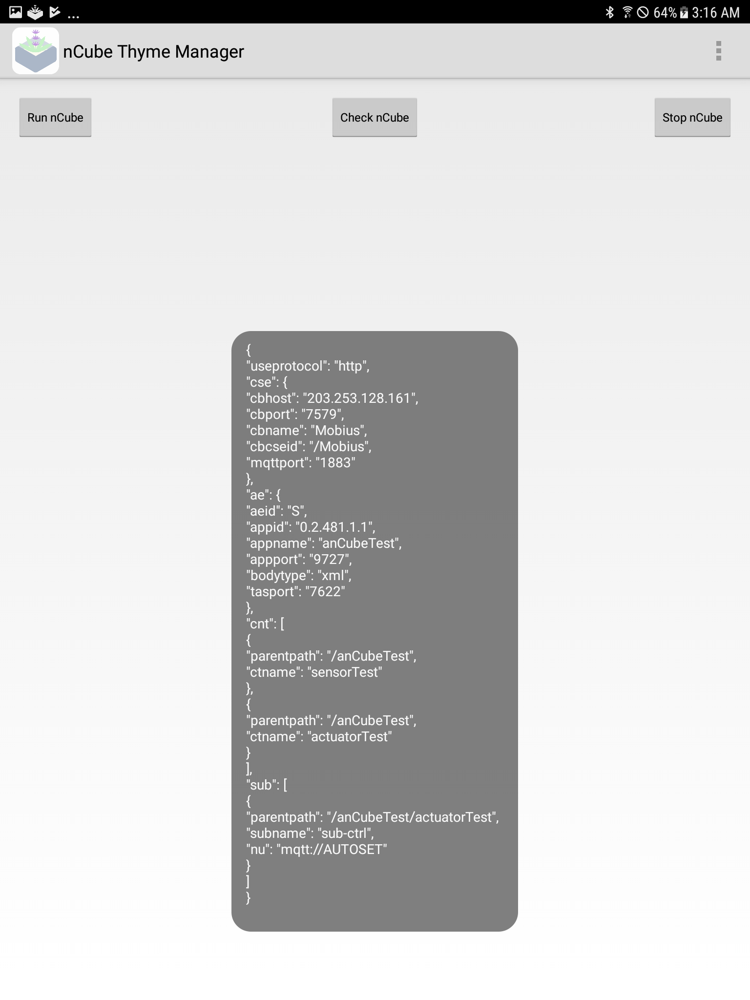 ... 64% 3:16 AM
nCube Thyme Manager
Run nCube Check nCube Stop nCube
{
"useprotocol": "http",
"cse": {
"cbhost": "203.253.128.161",
"cbport": "7579",
"cbname": "Mobius",
"cbcseid": "/Mobius",
"mqttport": "1883"
},
"ae": {
"aeid": "S",
"appid": "0.2.481.1.1",
"appname": "anCubeTest",
"appport": "9727",
"bodytype": "xml",
"tasport": "7622"
},
"cnt": [
{
"parentpath": "/anCubeTest",
"ctname": "sensorTest"
},
{
"parentpath": "/anCubeTest",
"ctname": "actuatorTest"
}
],
"sub": [
{
"parentpath": "/anCubeTest/actuatorTest",
"subname": "sub-ctrl",
"nu": "mqtt://AUTOSET"
}
]
}